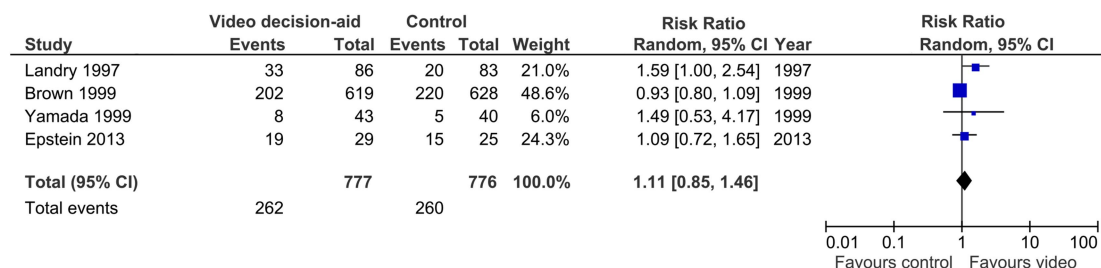 Video decision-aid Control Risk Ratio Risk Ratio
Study Events Total Events Total Weight Random, 95% CI Year Random, 95% CI
Landry 1997 33 86 20 83 21.0% 1.59 [1.00, 2.54] 1997
Brown 1999 202 619 220 628 48.6% 0.93 [0.80, 1.09] 1999
Yamada 1999 8 43 5 40 6.0% 1.49 [0.53, 4.17] 1999
Epstein 2013 19 29 15 25 24.3% 1.09 [0.72, 1.65] 2013
Total (95% CI) 777 776 100.0% 1.11 [0.85, 1.46]
Total events 262 260
0.01 0.1 1 10 100
Favours control Favours video